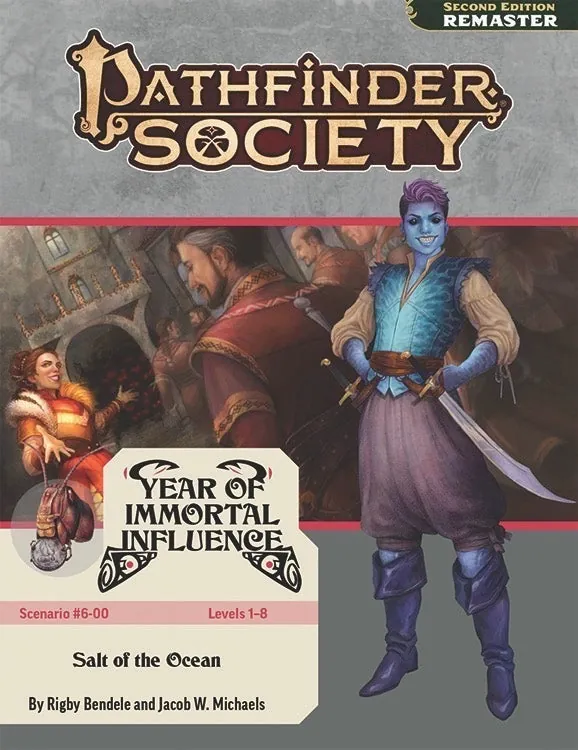 SECOND EDITION
REMASTER
PATHFINDER
SOCIETY
YEAR OF
IMMORTAL
INFLUENCE
Scenario #6-00 Levels 1–8
Salt of the Ocean
By Rigby Bendele and Jacob W. Michaels